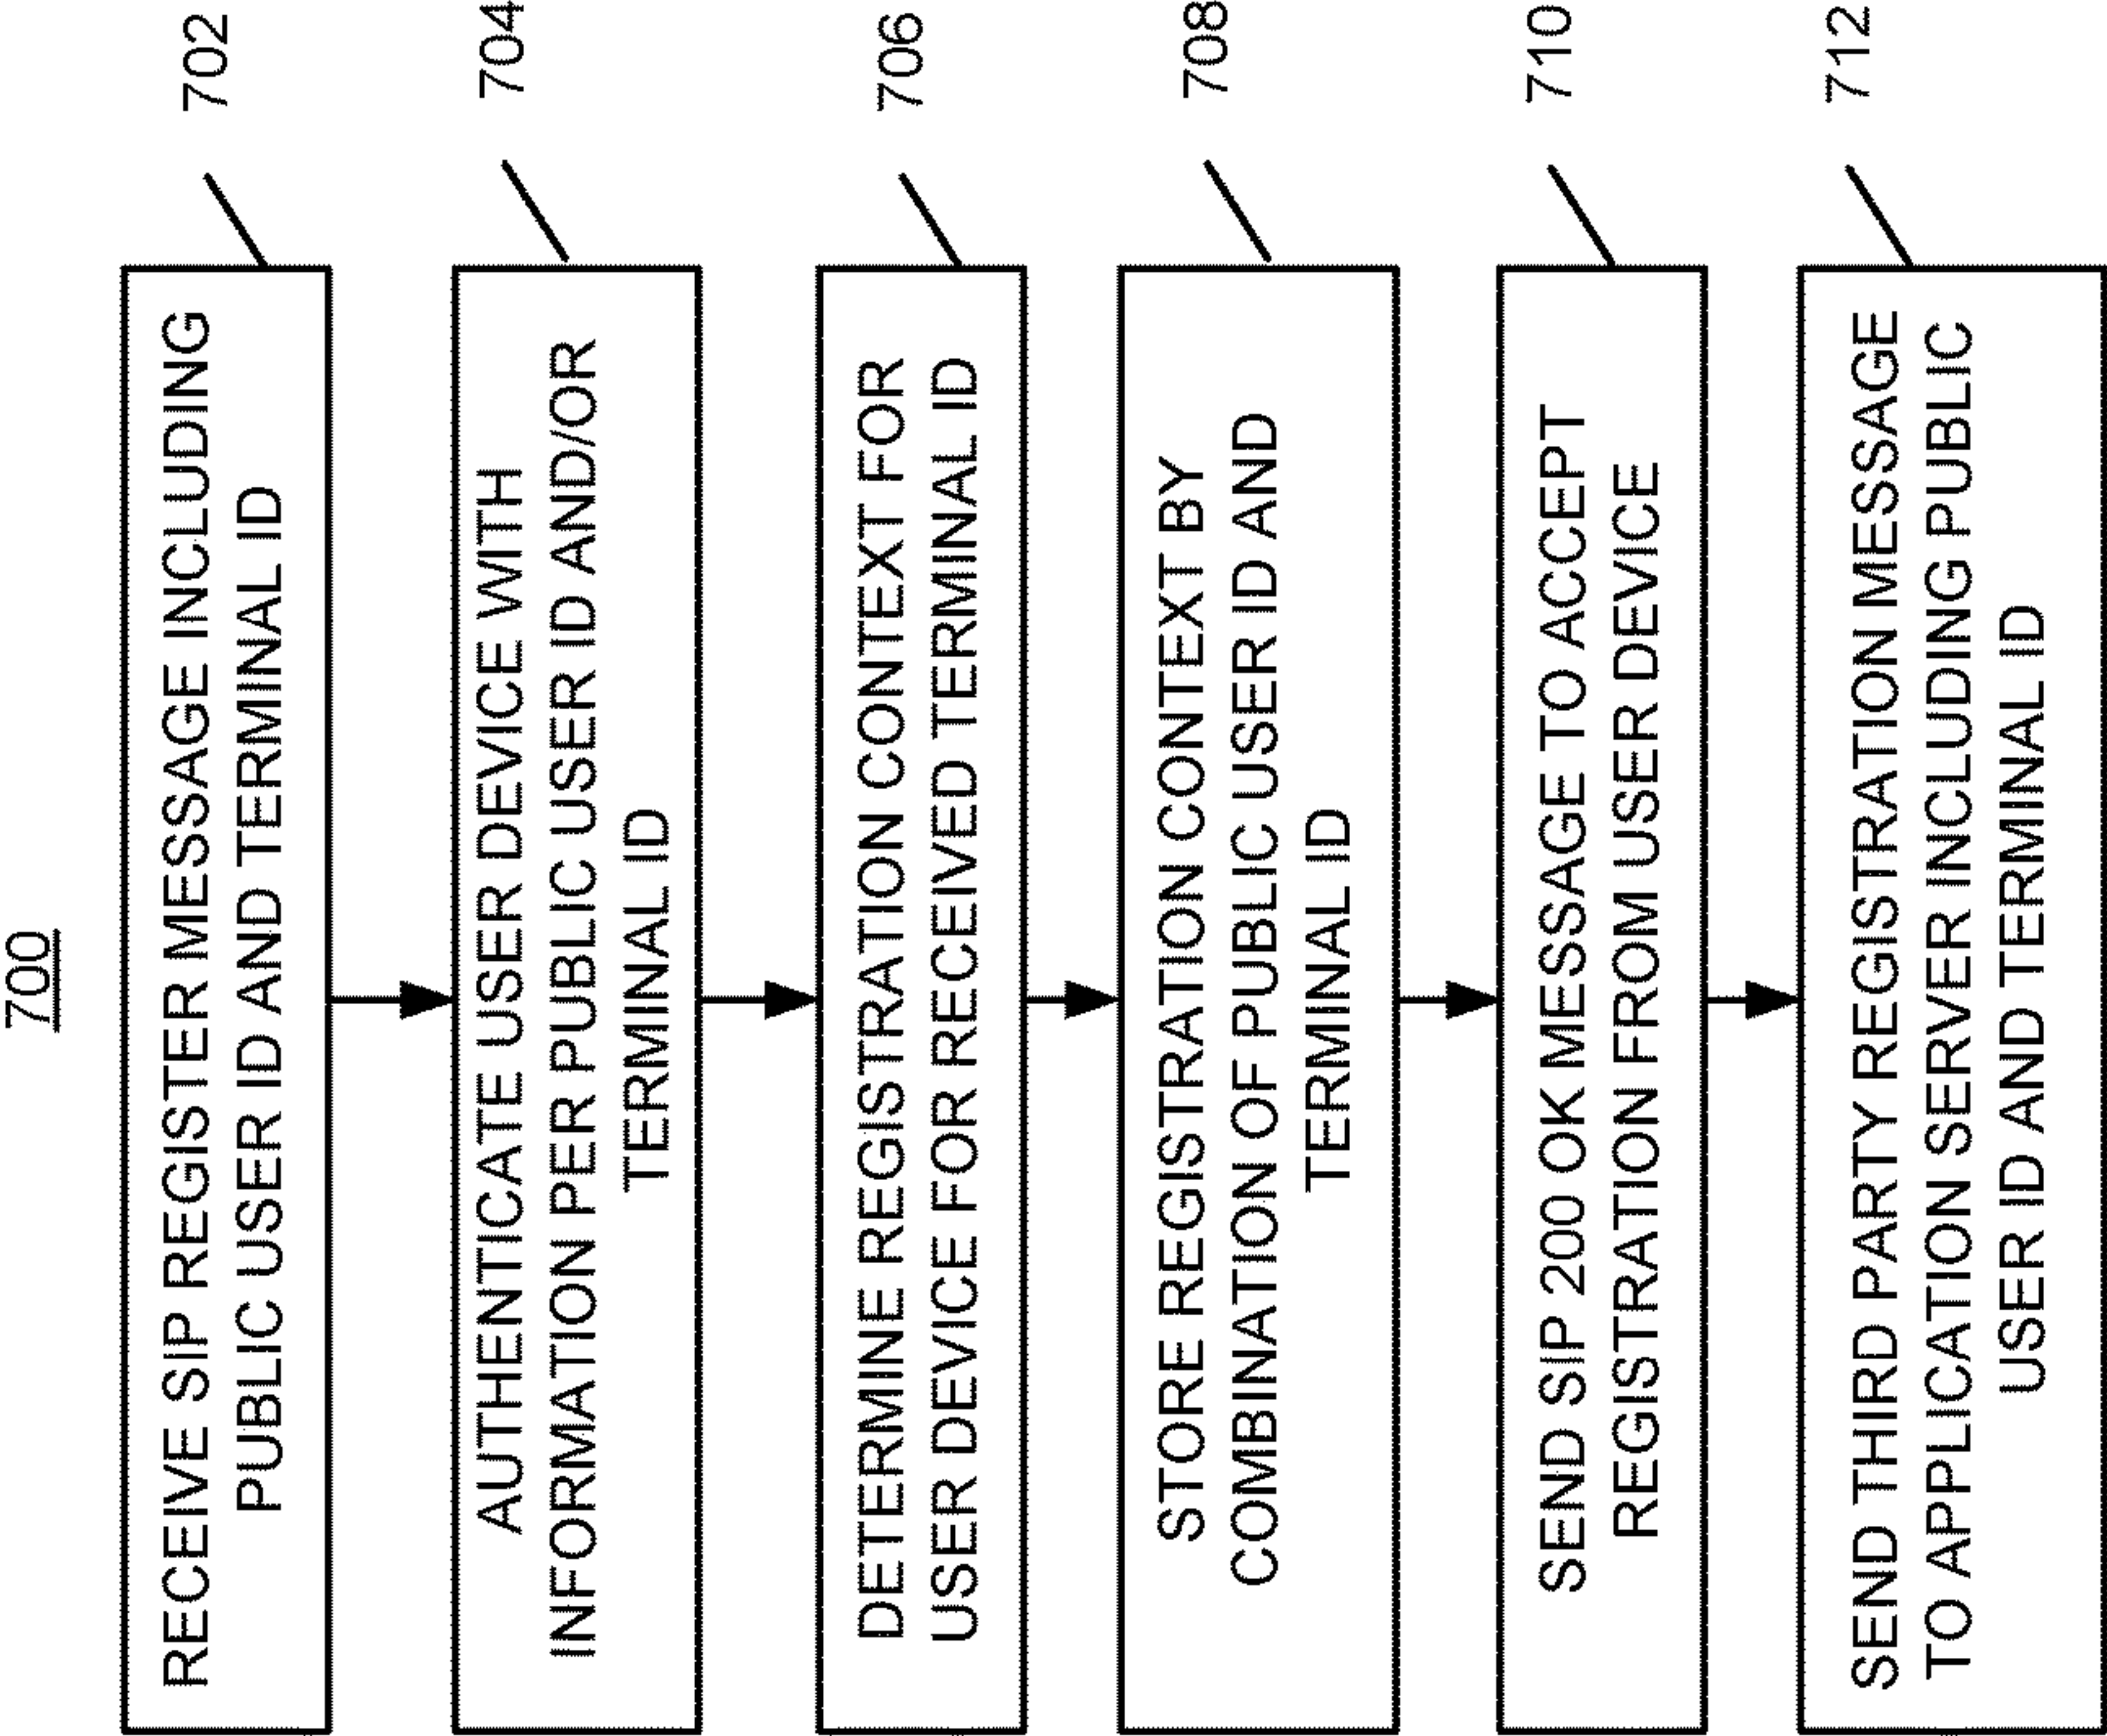 700
RECEIVE SIP REGISTER MESSAGE INCLUDING
PUBLIC USER ID AND TERMINAL ID
702
AUTHENTICATE USER DEVICE WITH
INFORMATION PER PUBLIC USER ID AND/OR
TERMINAL ID
704
DETERMINE REGISTRATION CONTEXT FOR
USER DEVICE FOR RECEIVED TERMINAL ID
706
STORE REGISTRATION CONTEXT BY
COMBINATION OF PUBLIC USER ID AND
TERMINAL ID
708
SEND SIP 200 OK MESSAGE TO ACCEPT
REGISTRATION FROM USER DEVICE
710
SEND THIRD PARTY REGISTRATION MESSAGE
TO APPLICATION SERVER INCLUDING PUBLIC
USER ID AND TERMINAL ID
712